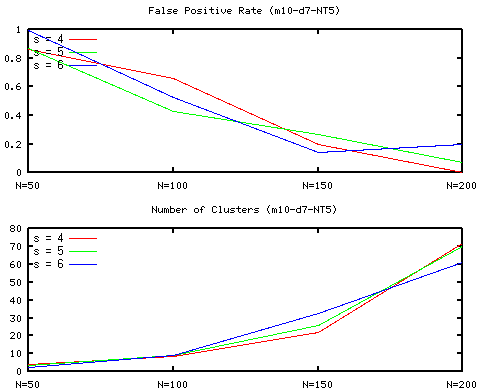 False Positive Rate (m10-d7-NT5)
1
s = 4
s = 5
0.8
s = 6
0.6
0.4
0.2
0
N=50 N=100 N=150 N=200
Number of Clusters (m10-d7-NT5)
80
s = 4
70
s = 5
s = 6
60
50
40
30
20
10
0
N=50 N=100 N=150 N=200